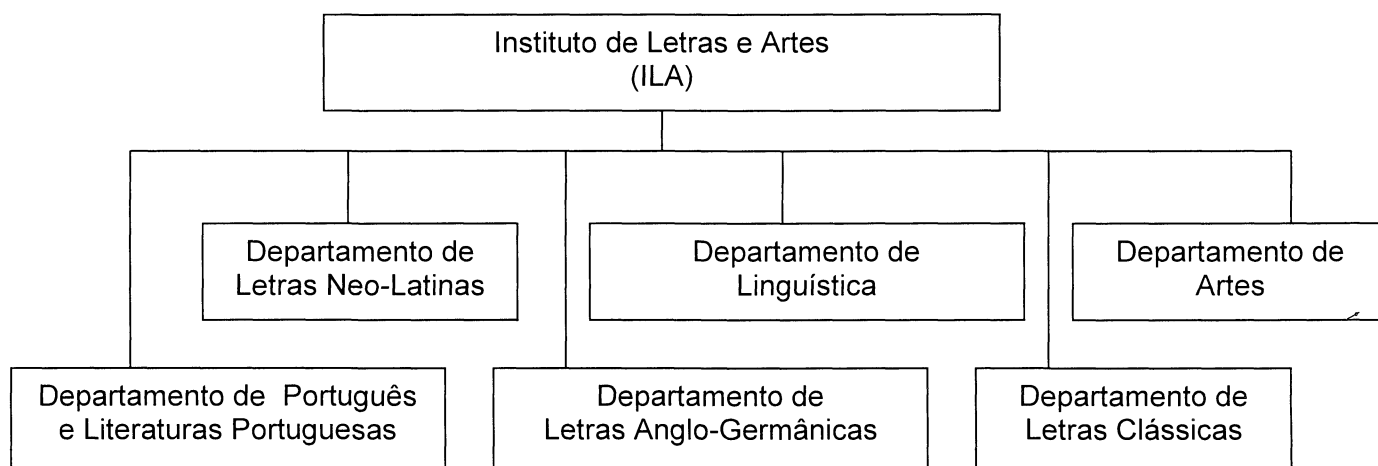 Instituto de Letras e Artes
(ILA)
Departamento de
Letras Neo-Latinas
Departamento de
Linguística
Departamento de
Artes
Departamento de Português
e Literaturas Portuguesas
Departamento de
Letras Anglo-Germânicas
Departamento de
Letras Clássicas